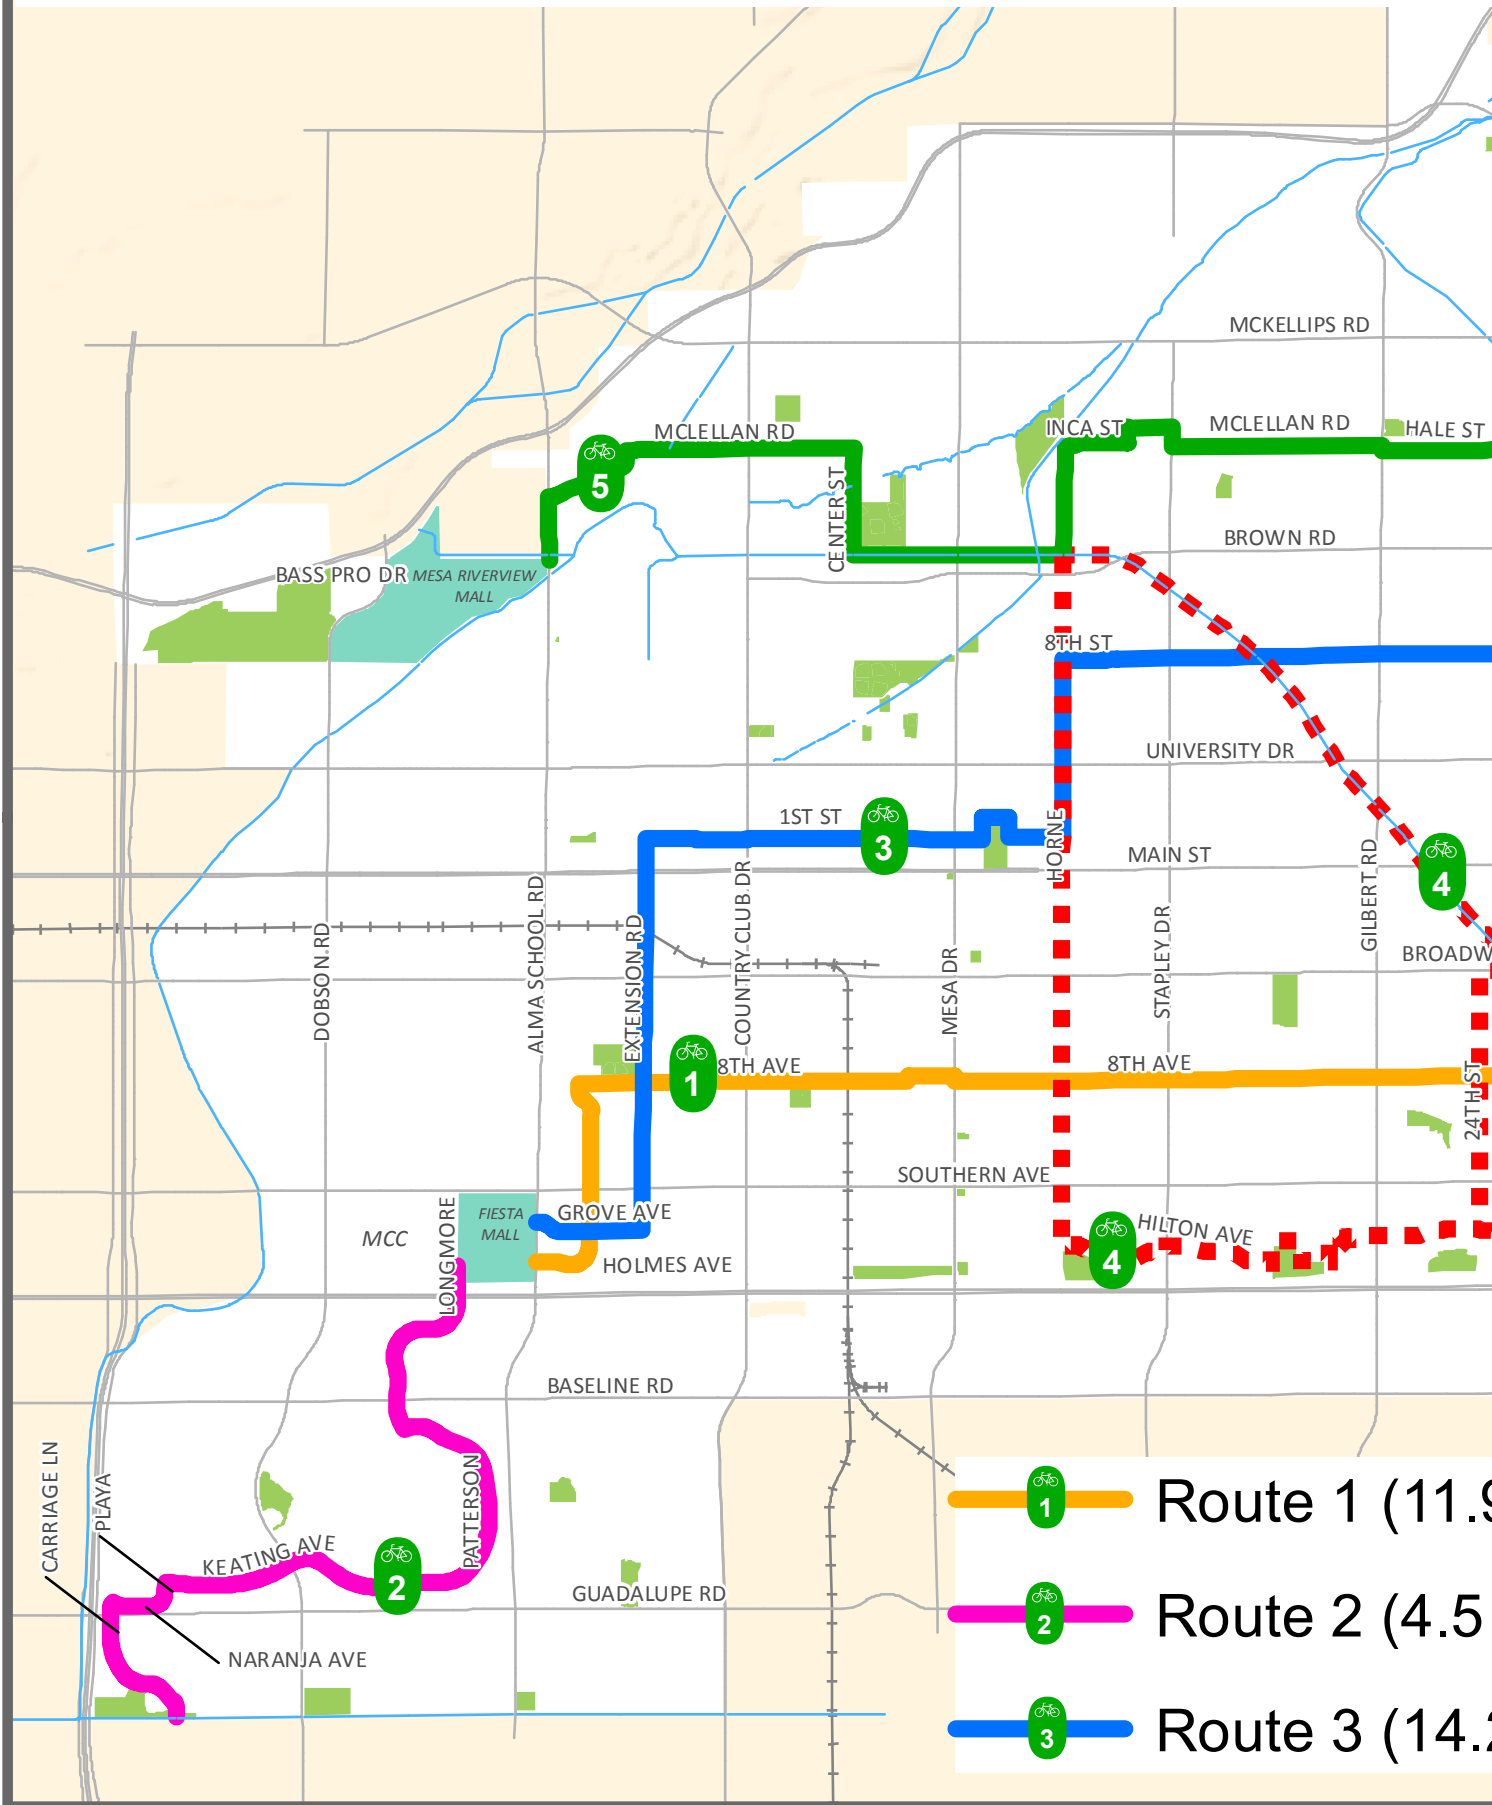 MCKELLIPS RD
MCLELLAN RD
INCA ST
MCLELLAN RD
HALE ST
5
CENTER ST
BROWN RD
BASS PRO DR
MESA RIVERVIEW
MALL
8TH ST
UNIVERSITY DR
1ST ST
3
HORNE
MAIN ST
GILBERT RD
4
ALMA SCHOOL RD
COUNTRY CLUB DR
STAPLEY DR
DOBSON RD
EXTENSION RD
MESA DR
BROADW
1
8TH AVE
8TH AVE
24TH ST
SOUTHERN AVE
LONGMORE
FIESTA
MALL
GROVE AVE
MCC
HILTON AVE
4
HOLMES AVE
BASELINE RD
CARRIAGE LN
PLAYA
PATTERSON
KEATING AVE
2
GUADALUPE RD
NARANJA AVE
1 Route 1 (11.9
2 Route 2 (4.5
3 Route 3 (14.2